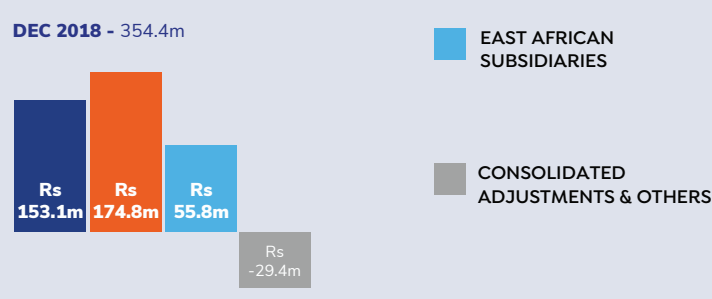 DEC 2018 - 354.4m
Rs
153.1m
Rs
174.8m
Rs
55.8m
Rs
-29.4m
EAST AFRICAN
SUBSIDIARIES
CONSOLIDATED
ADJUSTMENTS & OTHERS